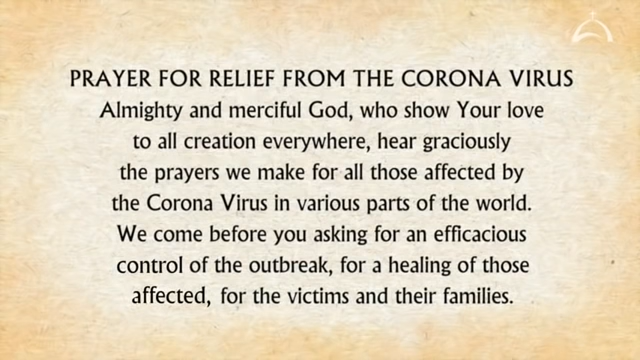 PRAYER FOR RELIEF FROM THE CORONA VIRUS
Almighty and merciful God, who show Your love
to all creation everywhere, hear graciously
the prayers we make for all those affected by
the Corona Virus in various parts of the world.
We come before you asking for an efficacious
control of the outbreak, for a healing of those
affected, for the victims and their families.